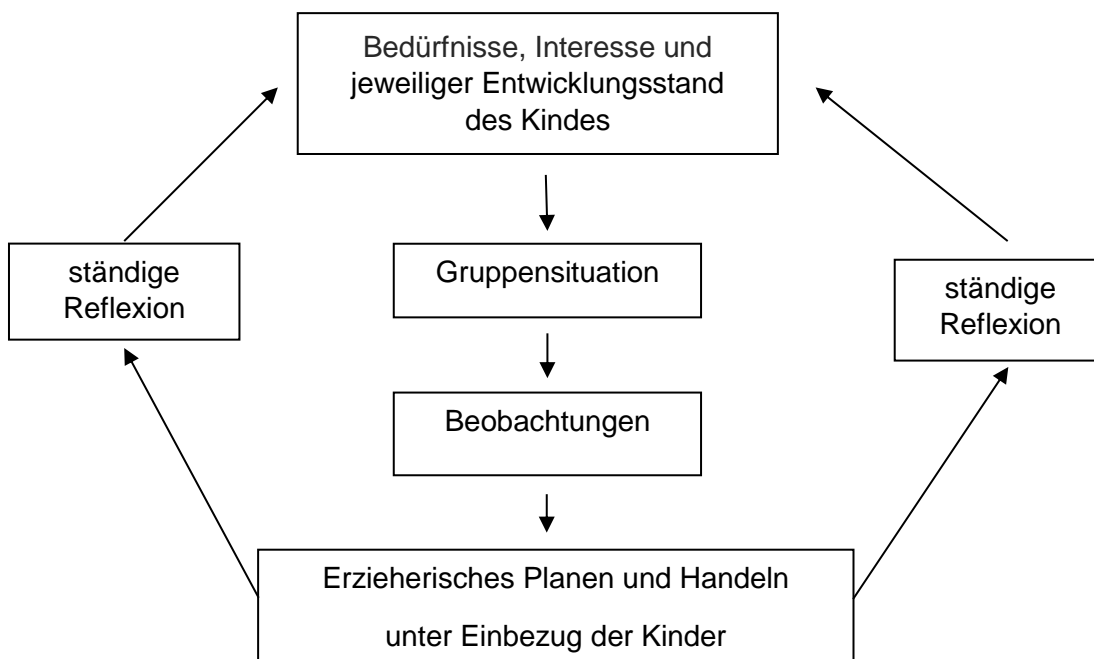 Bedürfnisse, Interesse und
jeweiliger Entwicklungsstand
des Kindes
ständige
Reflexion
Gruppensituation
ständige
Reflexion
Beobachtungen
Erzieherisches Planen und Handeln
unter Einbezug der Kinder